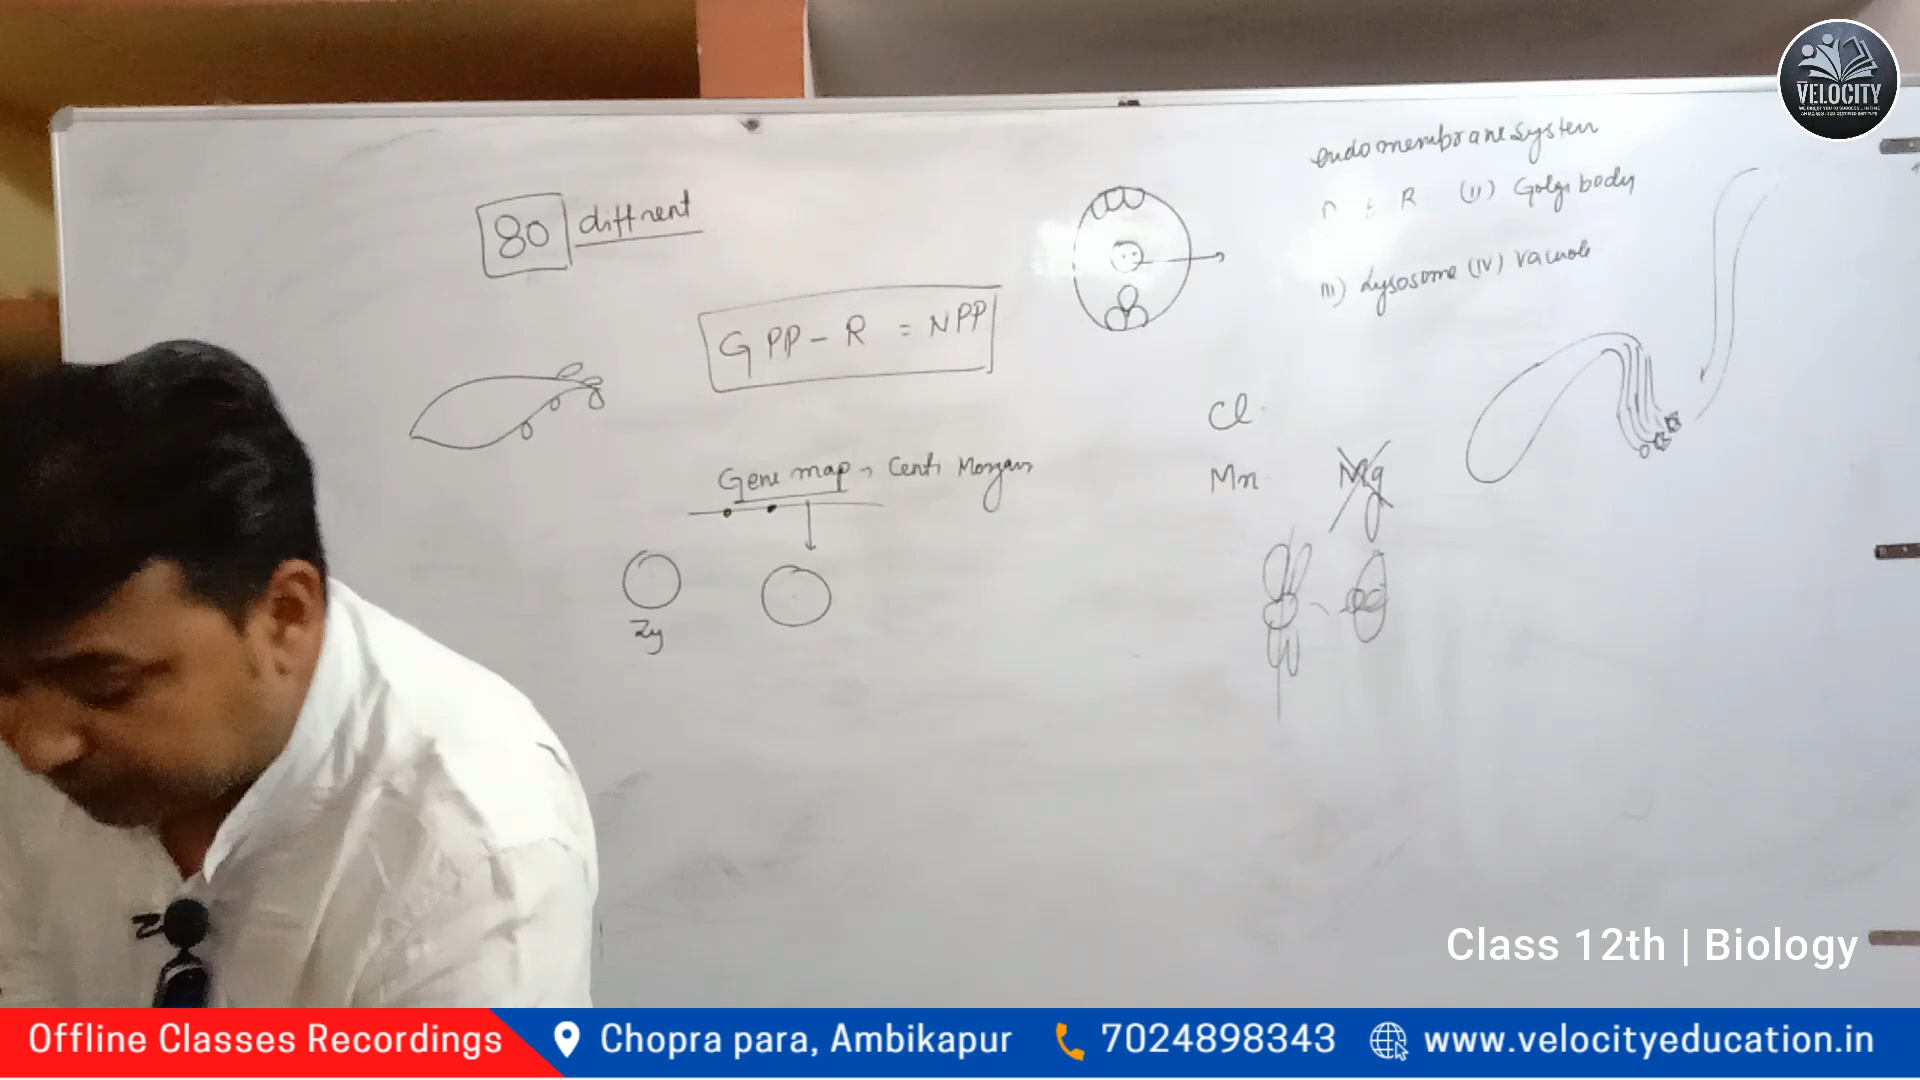 VELOCITY
endomembrane system
80 diffrent
E R (II) Golgi body
III) Lysosome (IV) vacuole
GPP - R = NPP
Cl
Gene map → Centi Morgan
Mn Mg
Zy
Class 12th | Biology
Offline Classes Recordings
Chopra para, Ambikapur
7024898343
www.velocityeducation.in